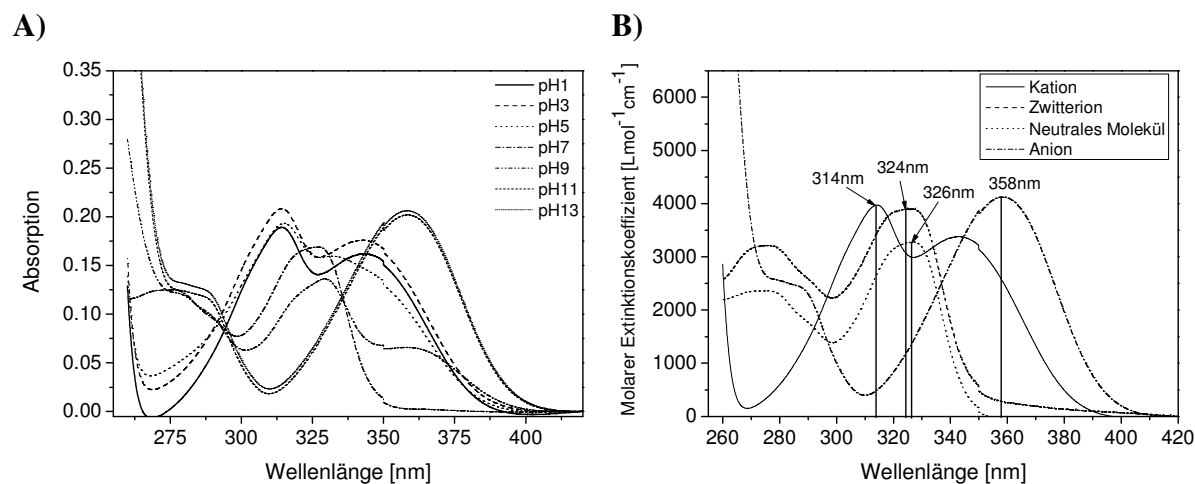 A)
0.35
0.30
0.25
0.20
0.15
0.10
0.05
0.00
Absorption
275
300
325
350
375
400
Wellenlänge [nm]
pH1
pH3
pH5
pH7
pH9
pH11
pH13
B)
6000
5000
4000
3000
2000
1000
0
Molarer Extinktionskoeffizient [Lmol-1cm-1]
260
280
300
320
340
360
380
400
420
Wellenlänge [nm]
Kation
Zwitterion
Neutrales Molekül
Anion
314nm
324nm
326nm
358nm